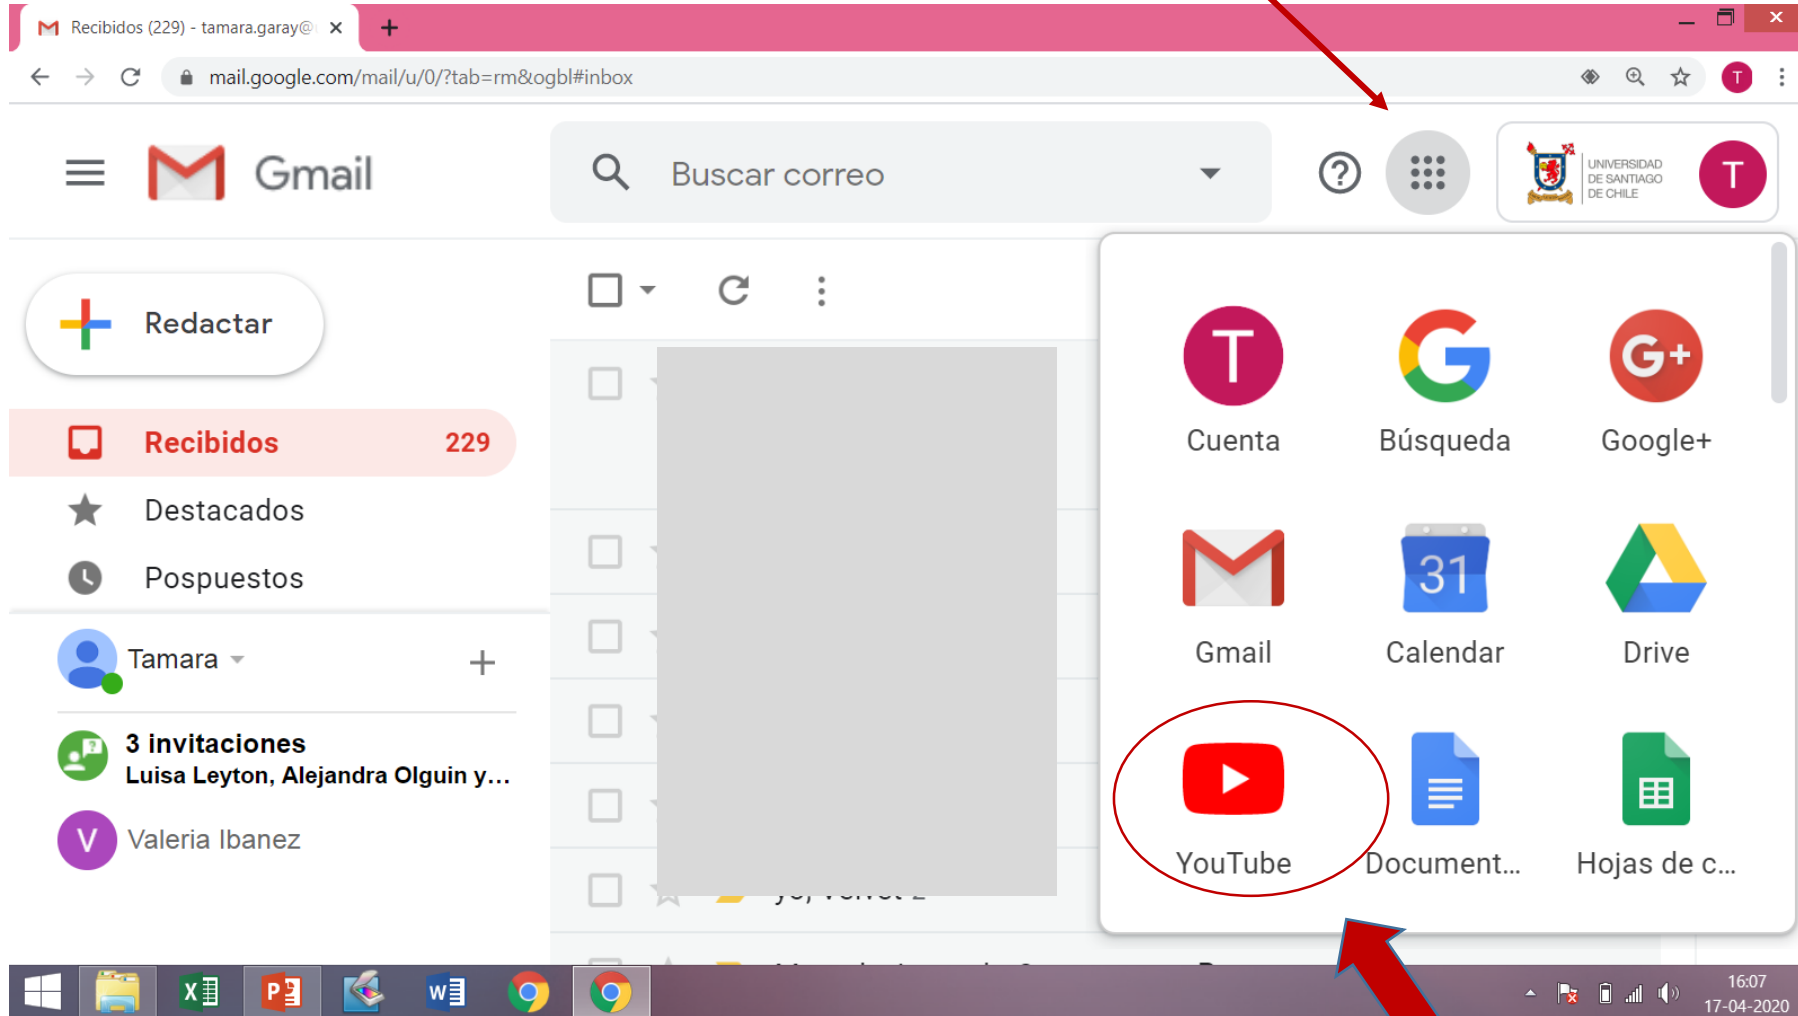 Recibidos (229) - tamara.garay@
mail.google.com/mail/u/0/?tab=rm&ogbl#inbox
T
Gmail
Buscar correo
UNIVERSIDAD
DE SANTIAGO
DE CHILE
T
Redactar
Recibidos 229
Destacados
Pospuestos
Tamara
3 invitaciones
Luisa Leyton, Alejandra Olguin y…
V
Valeria Ibanez
T
G
G+
Cuenta
Búsqueda
Google+
31
Gmail
Calendar
Drive
YouTube
Document…
Hojas de c…
16:07
17-04-2020